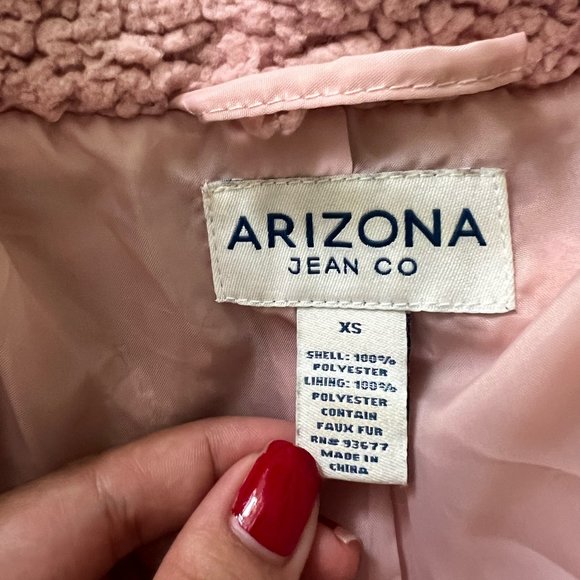 ARIZONA
JEAN CO
XS
SHELL: 100%
POLYESTER
LINING: 100%
POLYESTER
CONTAIN
FAUX FUR
RN# 93677
MADE IN
CHINA